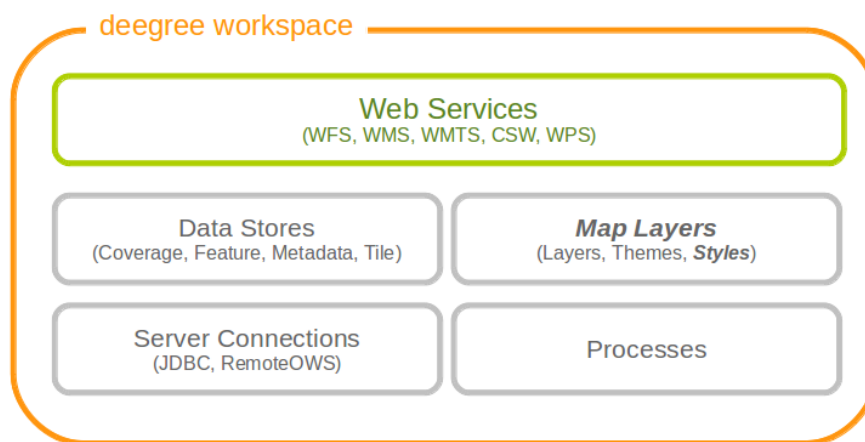 deegree workspace
Web Services
(WFS, WMS, WMTS, CSW, WPS)
Data Stores
(Coverage, Feature, Metadata, Tile)
Map Layers
(Layers, Themes, Styles)
Server Connections
(JDBC, RemoteOWS)
Processes